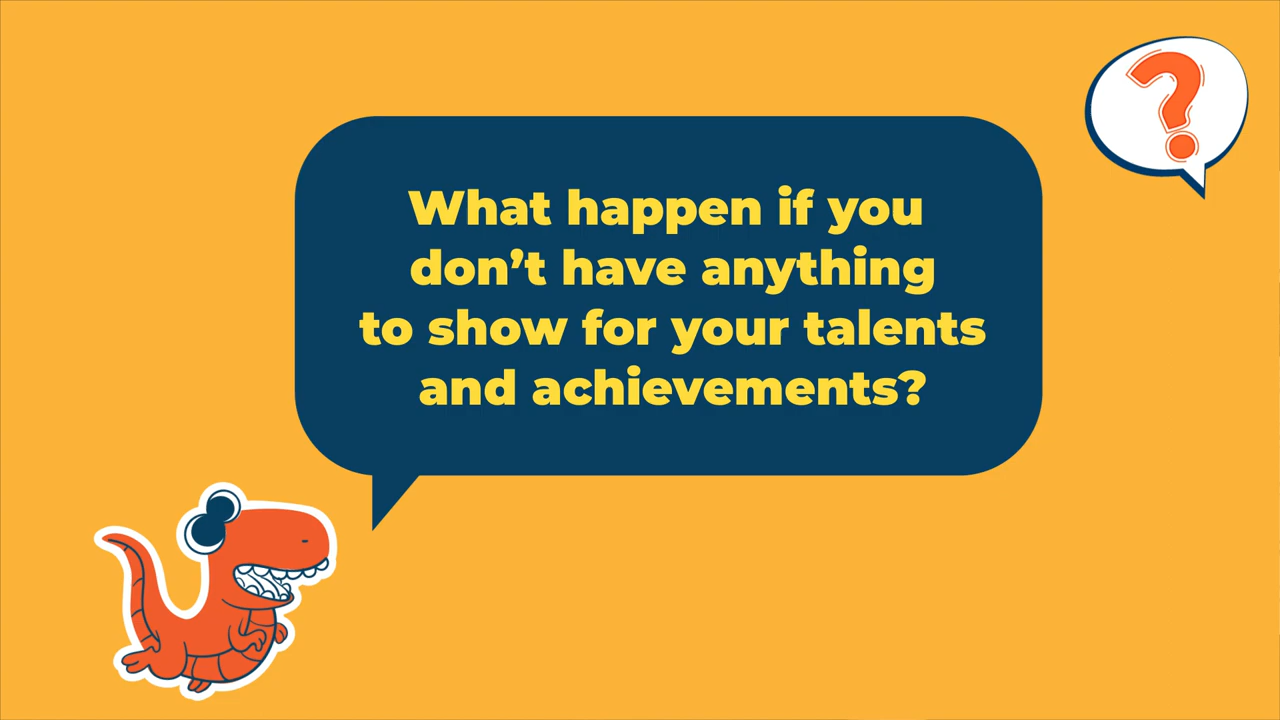 What happen if you
don’t have anything
to show for your talents
and achievements?
?